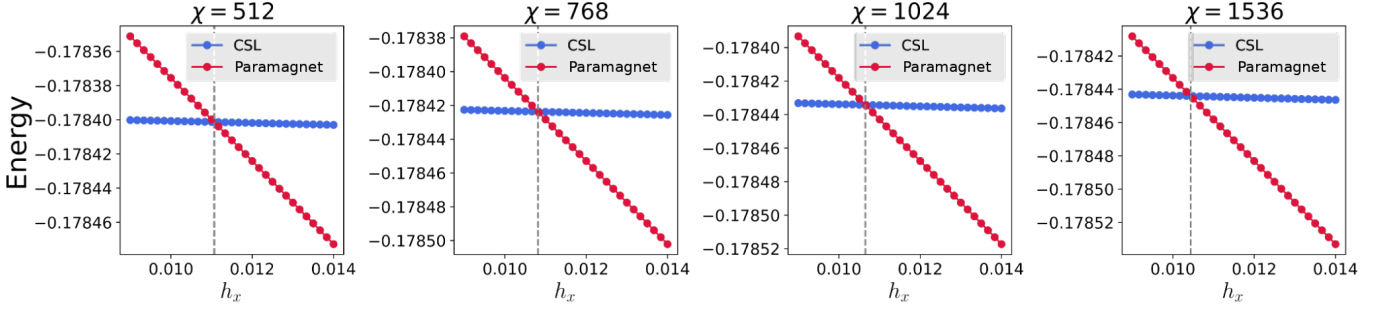 χ = 512
Energy
−0.17836
−0.17838
−0.17840
−0.17842
−0.17844
−0.17846
CSL
Paramagnet
0.010 0.012 0.014
hₓ
χ = 768
−0.17838
−0.17840
−0.17842
−0.17844
−0.17846
−0.17848
−0.17850
CSL
Paramagnet
0.010 0.012 0.014
hₓ
χ = 1024
−0.17840
−0.17842
−0.17844
−0.17846
−0.17848
−0.17850
−0.17852
CSL
Paramagnet
0.010 0.012 0.014
hₓ
χ = 1536
−0.17842
−0.17844
−0.17846
−0.17848
−0.17850
−0.17852
CSL
Paramagnet
0.010 0.012 0.014
hₓ